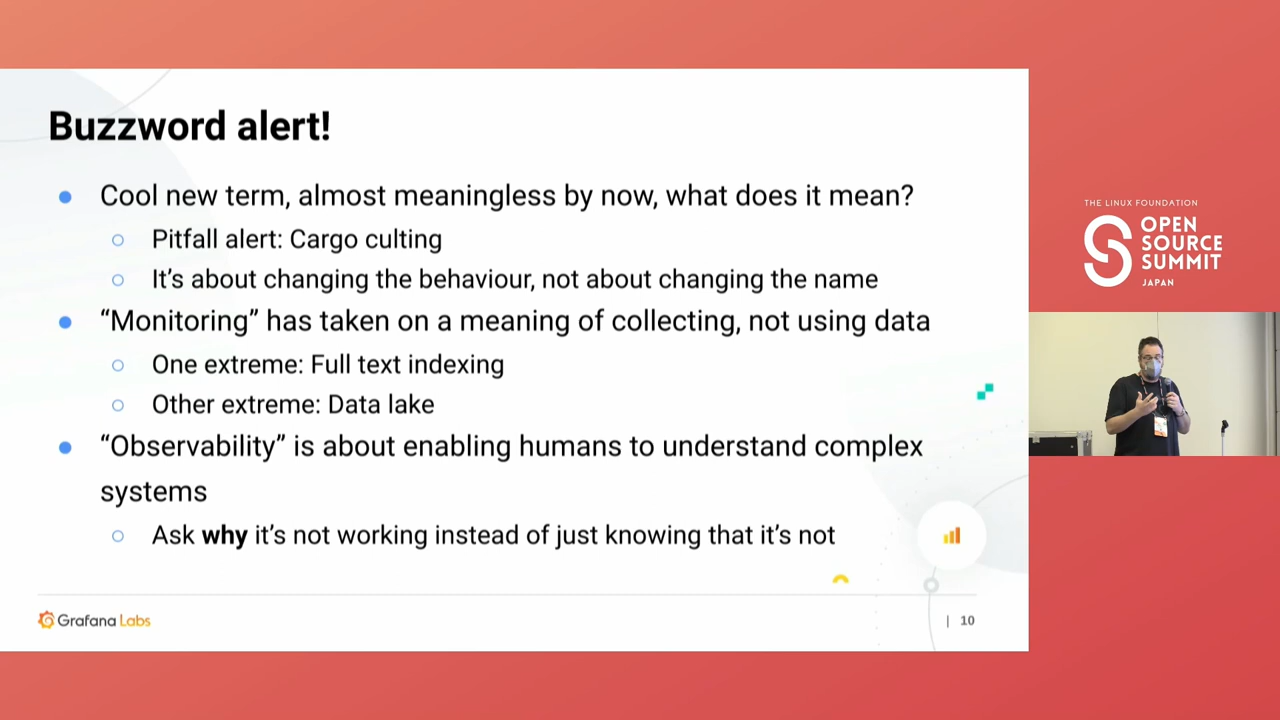 Buzzword alert!
Cool new term, almost meaningless by now, what does it mean?
Pitfall alert: Cargo culting
It’s about changing the behaviour, not about changing the name
“Monitoring” has taken on a meaning of collecting, not using data
One extreme: Full text indexing
Other extreme: Data lake
“Observability” is about enabling humans to understand complex
systems
Ask why it’s not working instead of just knowing that it’s not
Grafana Labs
| 10
THE LINUX FOUNDATION
OPEN
SOURCE
SUMMIT
JAPAN